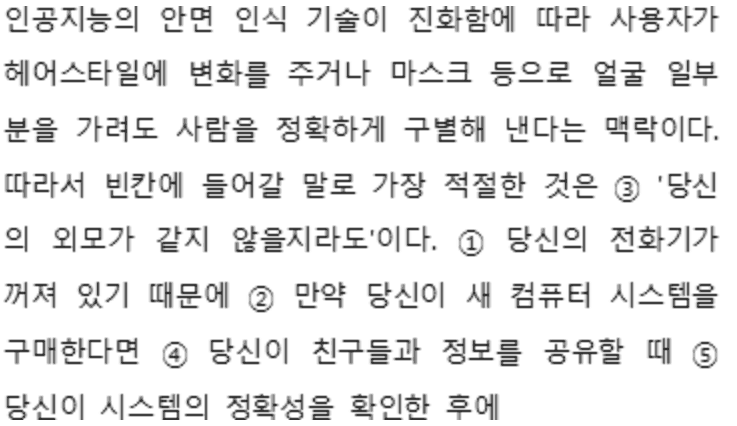 인공지능의 안면 인식 기술이 진화함에 따라 사용자가
헤어스타일에 변화를 주거나 마스크 등으로 얼굴 일부
분을 가려도 사람을 정확하게 구별해 낸다는 맥락이다.
따라서 빈칸에 들어갈 말로 가장 적절한 것은 ③ '당신
의 외모가 같지 않을지라도'이다. ① 당신의 전화기가
꺼져 있기 때문에 ② 만약 당신이 새 컴퓨터 시스템을
구매한다면 ④ 당신이 친구들과 정보를 공유할 때 ⑤
당신이 시스템의 정확성을 확인한 후에